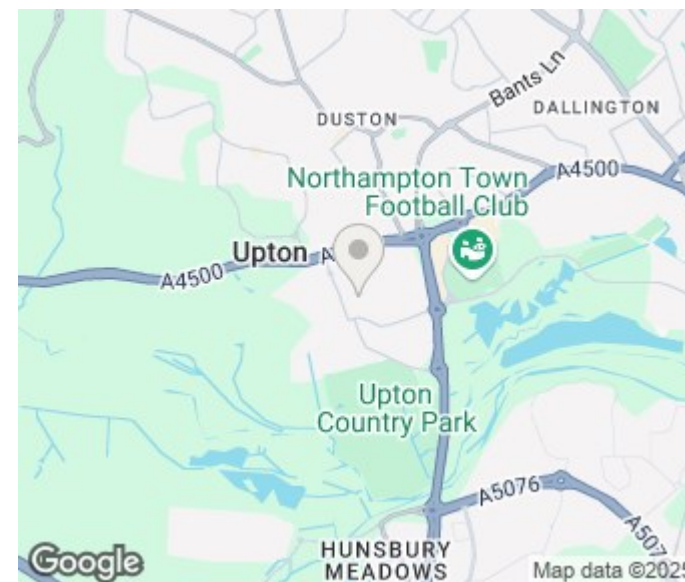 Bants Ln
DUSTON
DALLINGTON
A4500
Northampton Town
Football Club
Upton
A4500
Upton
Country Park
A5076
HUNSBURY
MEADOWS
Google
Map data ©2025